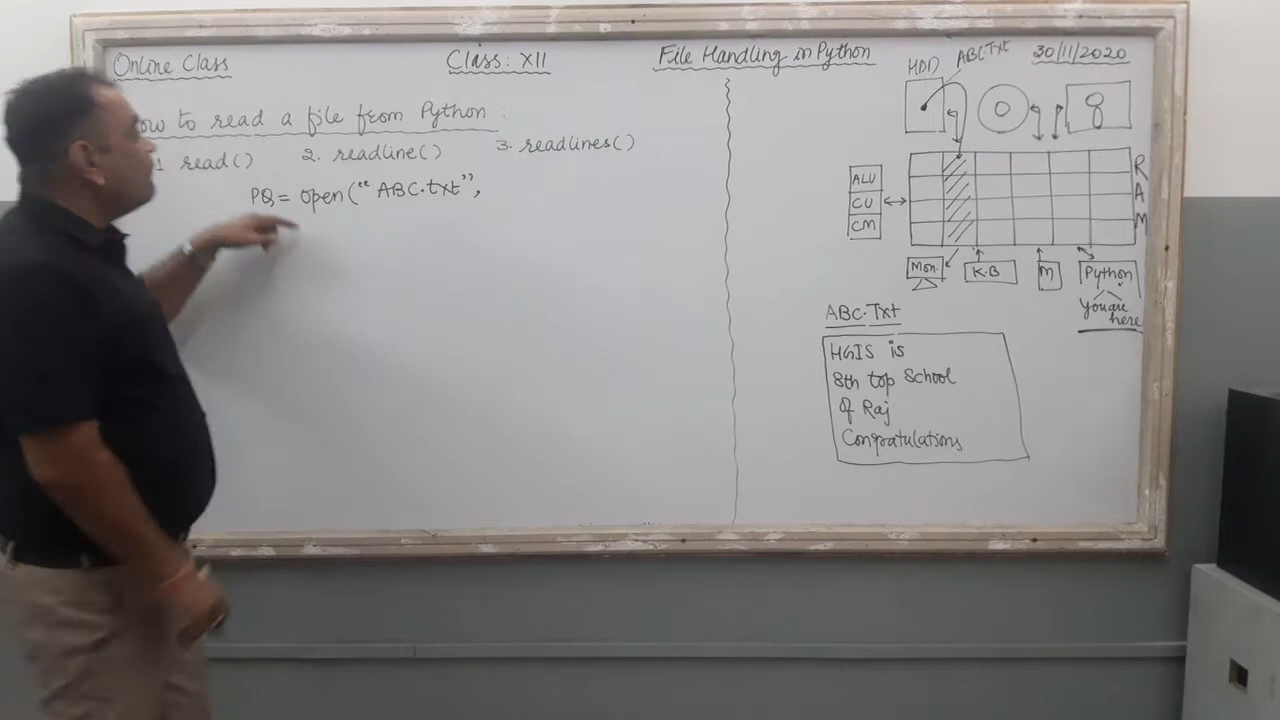 Online Class
Class: XII
File Handling in Python
30/11/2020
ow to read a file from Python :
1 read() 2. readline() 3. readlines()
PQ= open("ABC.txt",
HDD
ABC.Txt
ALU
CU
CM
RAM
Mon.
K.B
M
Python
You are
here
ABC.Txt
HGIS is
8th top School
Of Raj
Congratulations